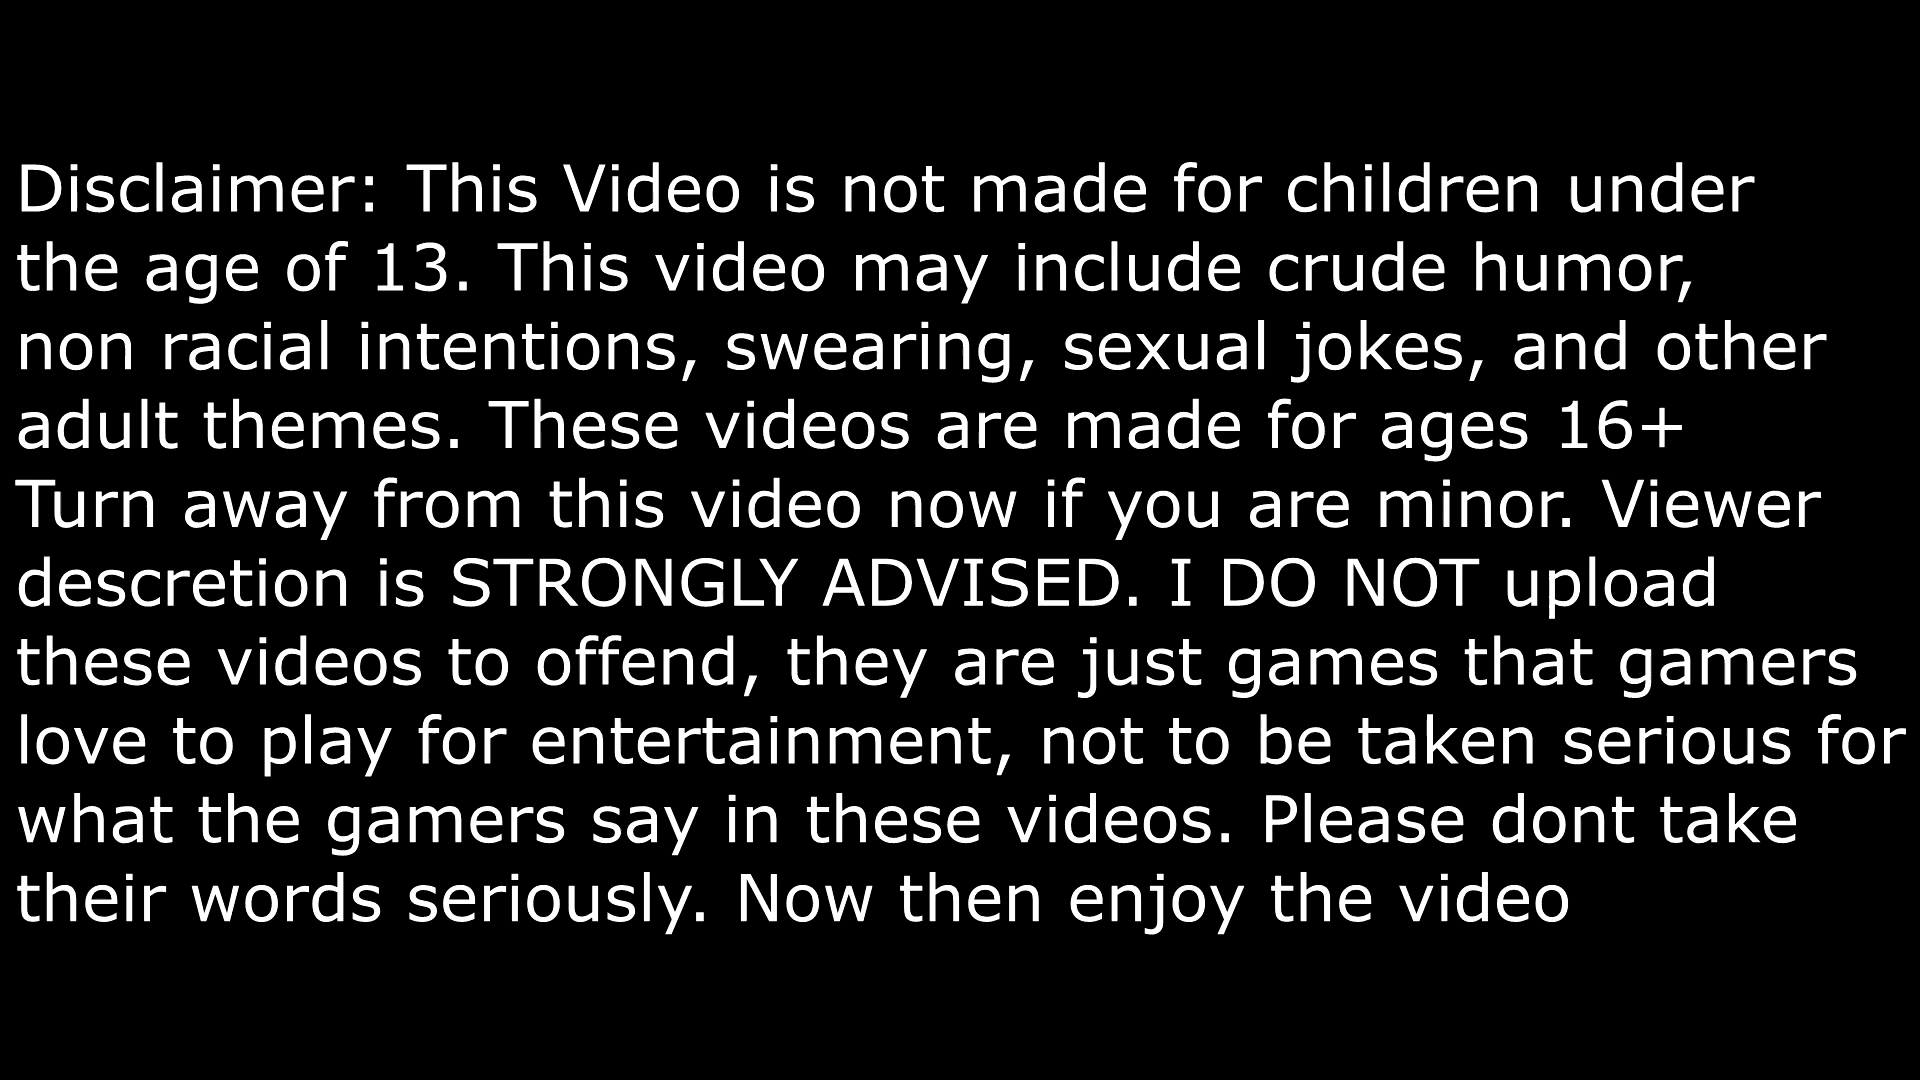 Disclaimer: This Video is not made for children under
the age of 13. This video may include crude humor,
non racial intentions, swearing, sexual jokes, and other
adult themes. These videos are made for ages 16+
Turn away from this video now if you are minor. Viewer
descretion is STRONGLY ADVISED. I DO NOT upload
these videos to offend, they are just games that gamers
love to play for entertainment, not to be taken serious for
what the gamers say in these videos. Please dont take
their words seriously. Now then enjoy the video